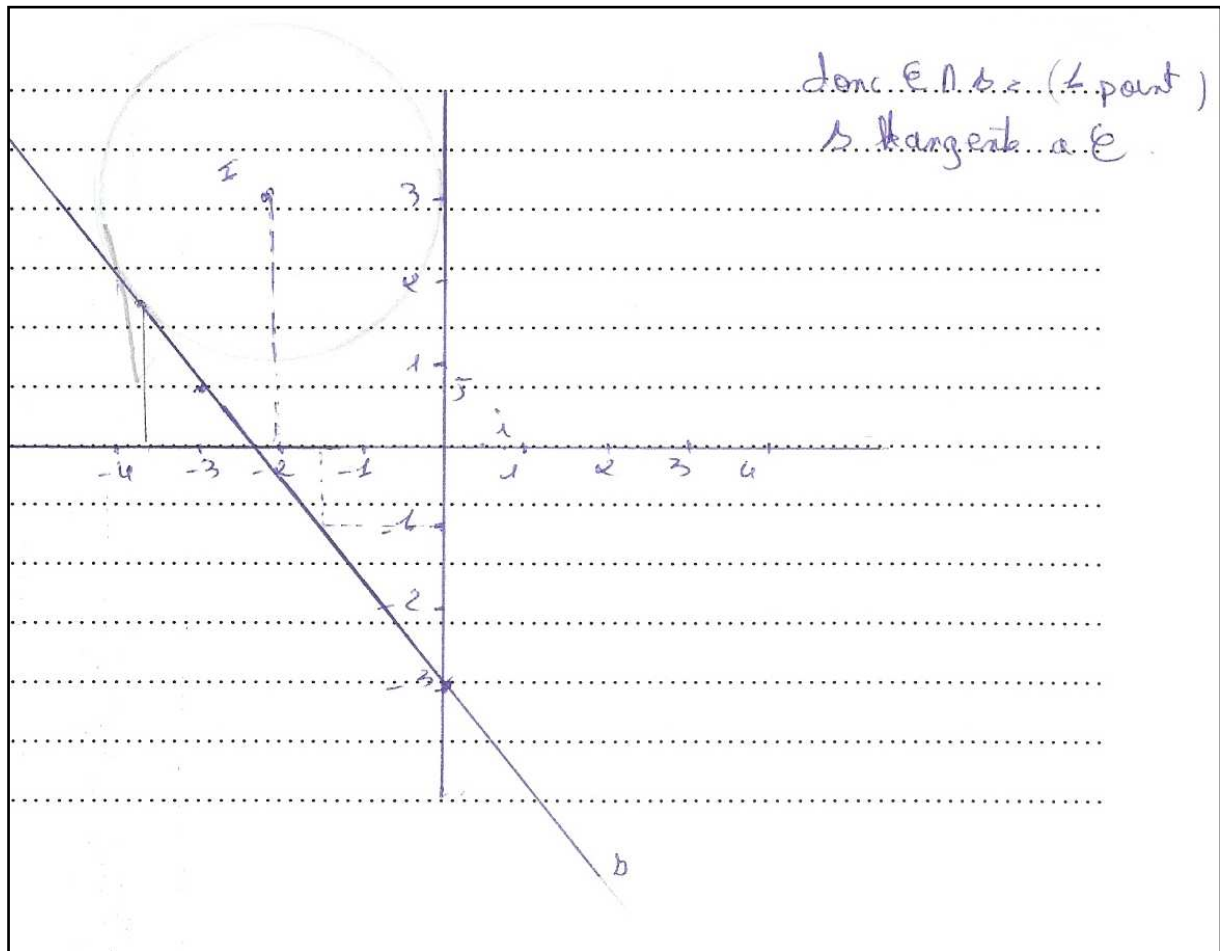 donc C ∩ D = (1 point)
D tangente a C
I
3
2
1
J
i
-4 -3 -2 -1 1 2 3 4
-1
-2
-3
D